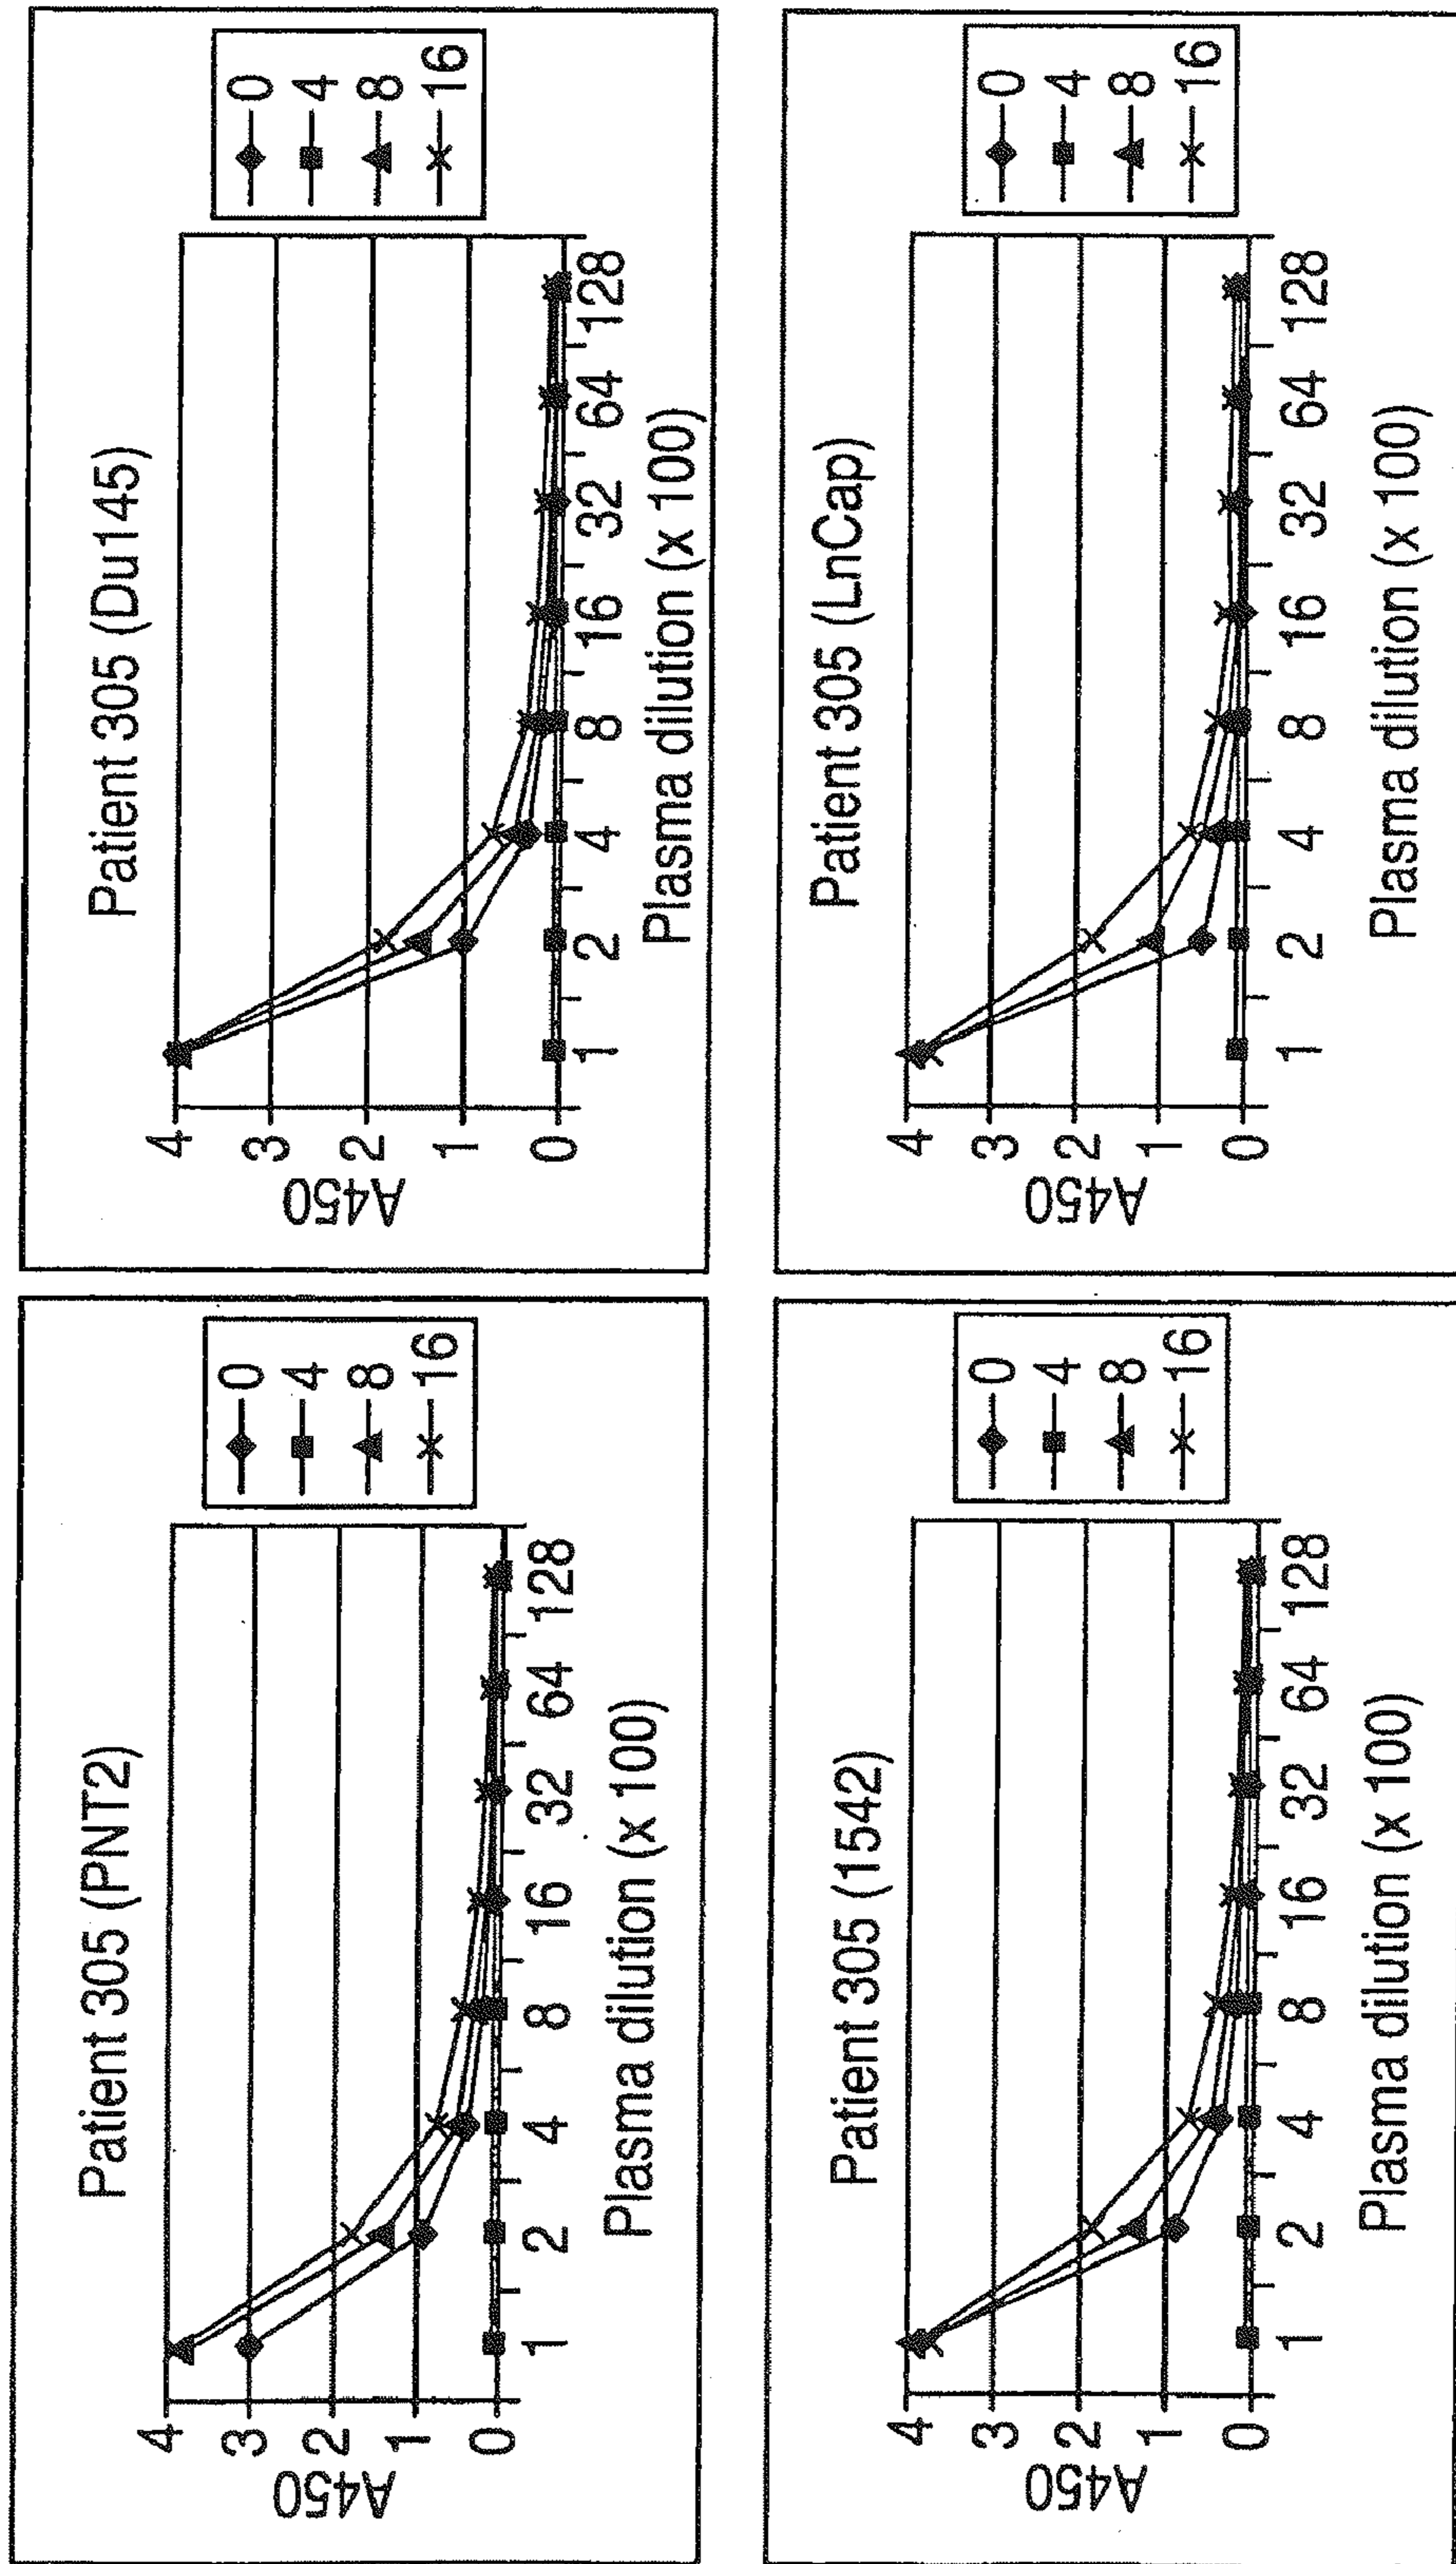 Patient 305 (PNT2)
A450
4
3
2
1
0
1 2 4 8 16 32 64 128
Plasma dilution (x 100)
0
4
8
16
Patient 305 (Du145)
A450
4
3
2
1
0
1 2 4 8 16 32 64 128
Plasma dilution (x 100)
0
4
8
16
Patient 305 (1542)
A450
4
3
2
1
0
1 2 4 8 16 32 64 128
Plasma dilution (x 100)
0
4
8
16
Patient 305 (LnCap)
A450
4
3
2
1
0
1 2 4 8 16 32 64 128
Plasma dilution (x 100)
0
4
8
16